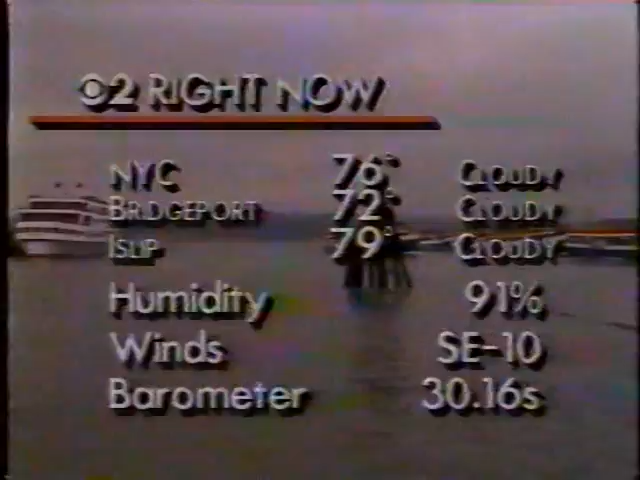 2 RIGHT NOW
NYC 76° CLOUDY
BRIDGEPORT 72° CLOUDY
ISLIP 79° CLOUDY
Humidity 91%
Winds SE-10
Barometer 30.16s